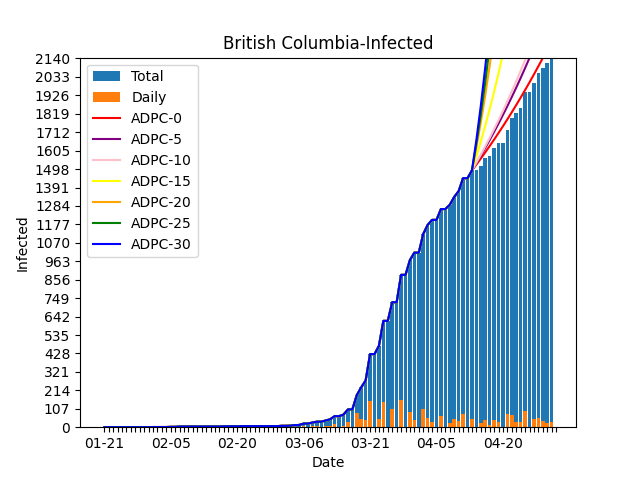 British Columbia-Infected
2140
2033
1926
1819
1712
1605
1498
1391
1284
1177
1070
963
856
749
642
535
428
321
214
107
0
Infected
Total
Daily
ADPC-0
ADPC-5
ADPC-10
ADPC-15
ADPC-20
ADPC-25
ADPC-30
01-21 02-05 02-20 03-06 03-21 04-05 04-20
Date